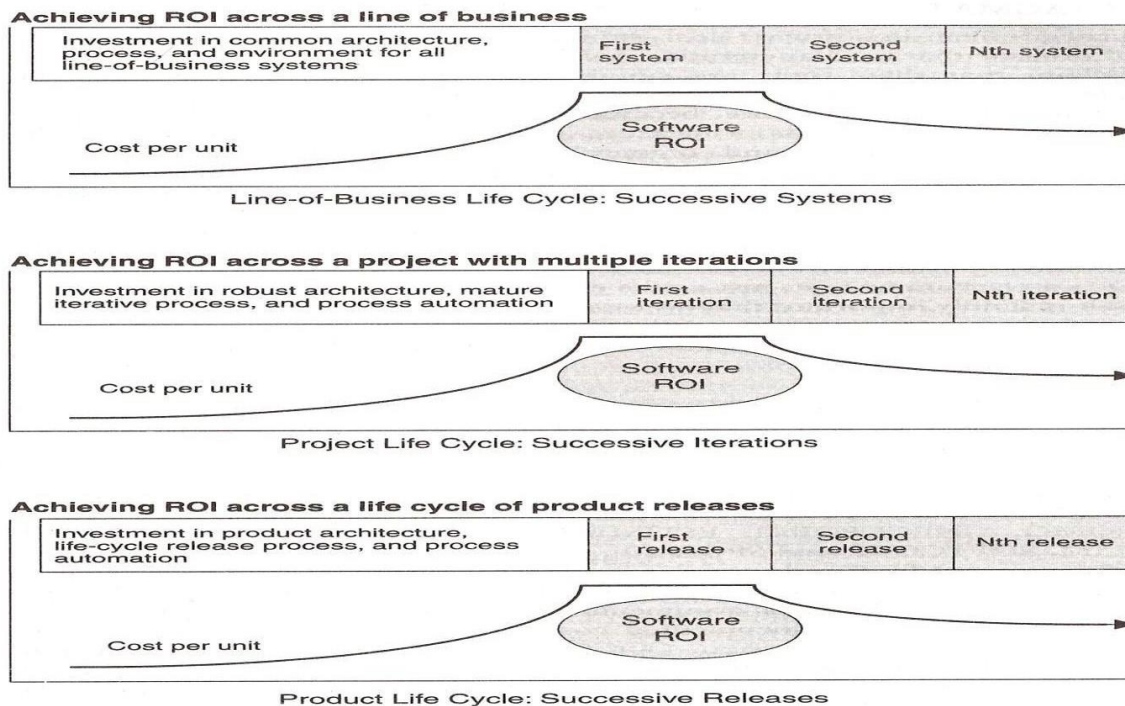 Achieving ROI across a line of business
Investment in common architecture,
process, and environment for all
line-of-business systems
First
system
Second
system
Nth system
Cost per unit
Software
ROI
Line-of-Business Life Cycle: Successive Systems
Achieving ROI across a project with multiple iterations
Investment in robust architecture, mature
iterative process, and process automation
First
iteration
Second
iteration
Nth iteration
Cost per unit
Software
ROI
Project Life Cycle: Successive Iterations
Achieving ROI across a life cycle of product releases
Investment in product architecture,
life-cycle release process, and process
automation
First
release
Second
release
Nth release
Cost per unit
Software
ROI
Product Life Cycle: Successive Releases